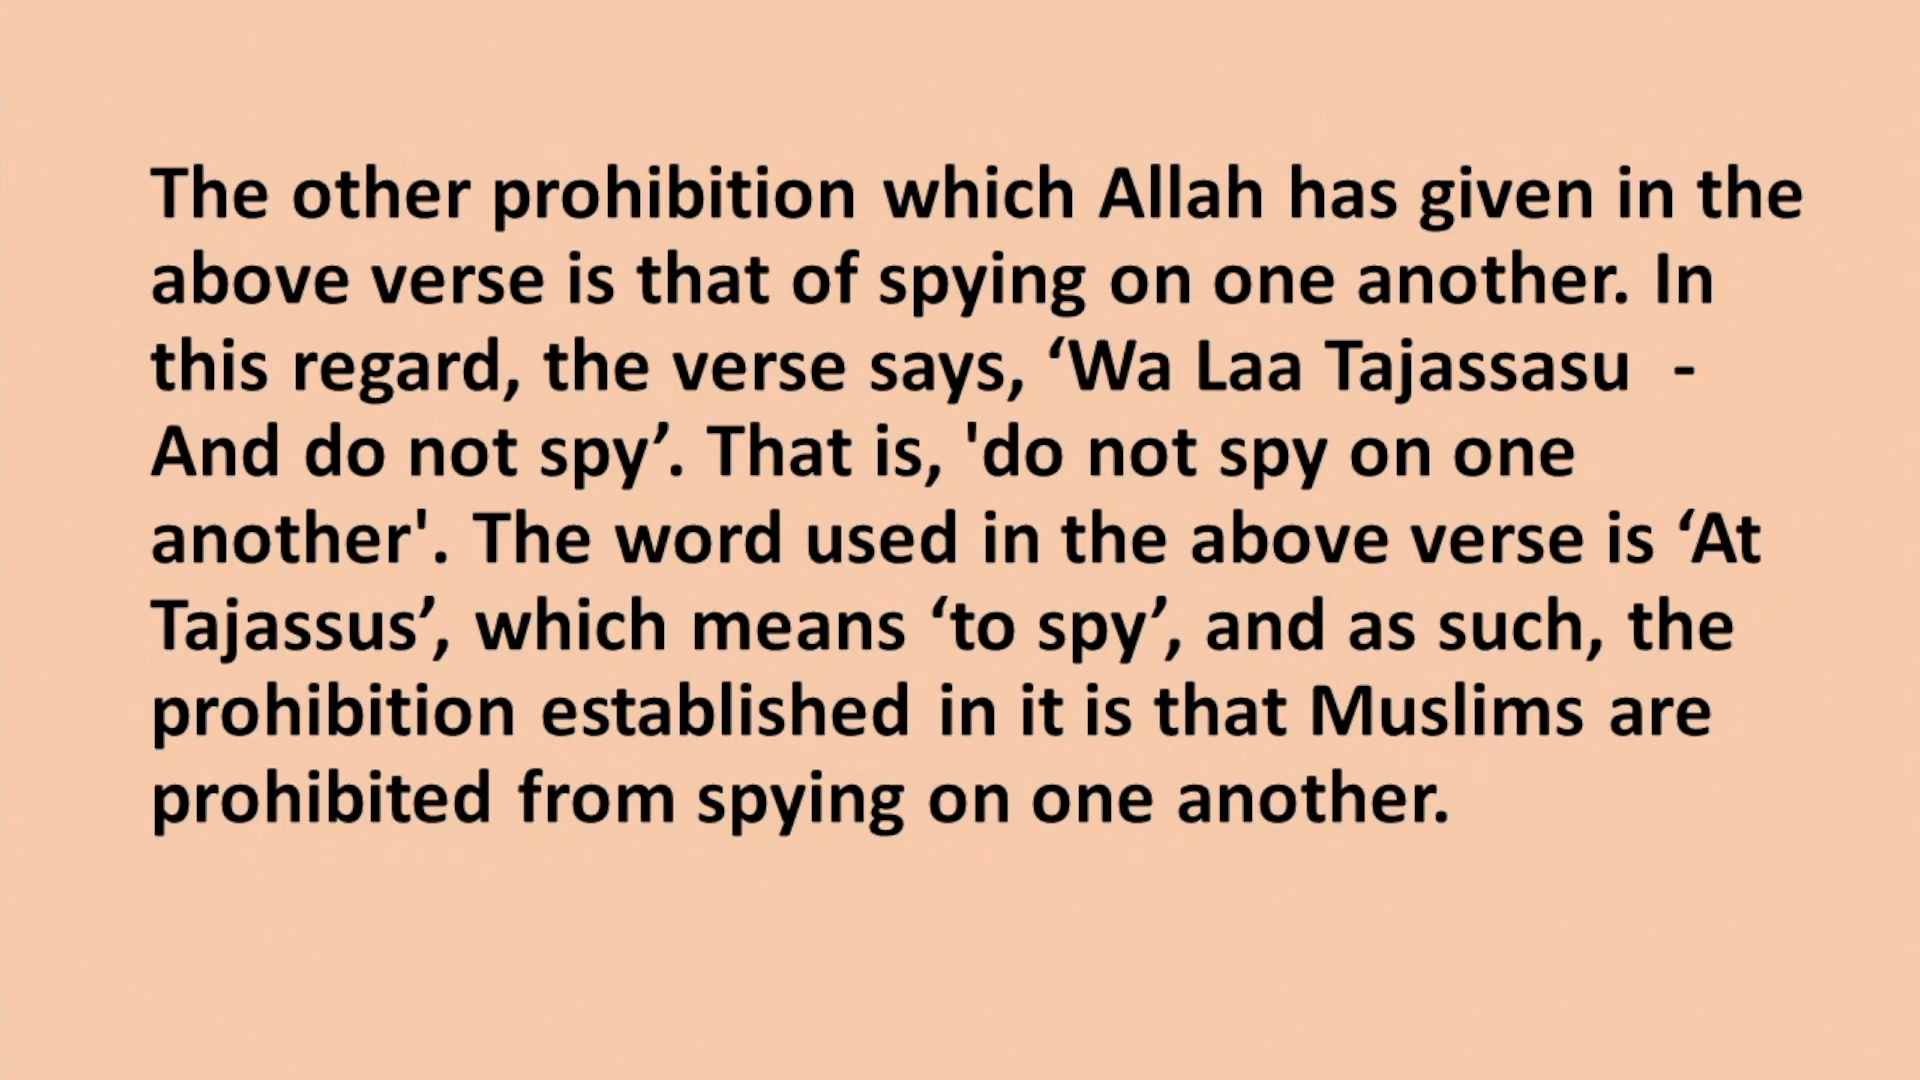 The other prohibition which Allah has given in the
above verse is that of spying on one another. In
this regard, the verse says, ‘Wa Laa Tajassasu  -
And do not spy’. That is, 'do not spy on one
another'. The word used in the above verse is ‘At
Tajassus’, which means ‘to spy’, and as such, the
prohibition established in it is that Muslims are
prohibited from spying on one another.